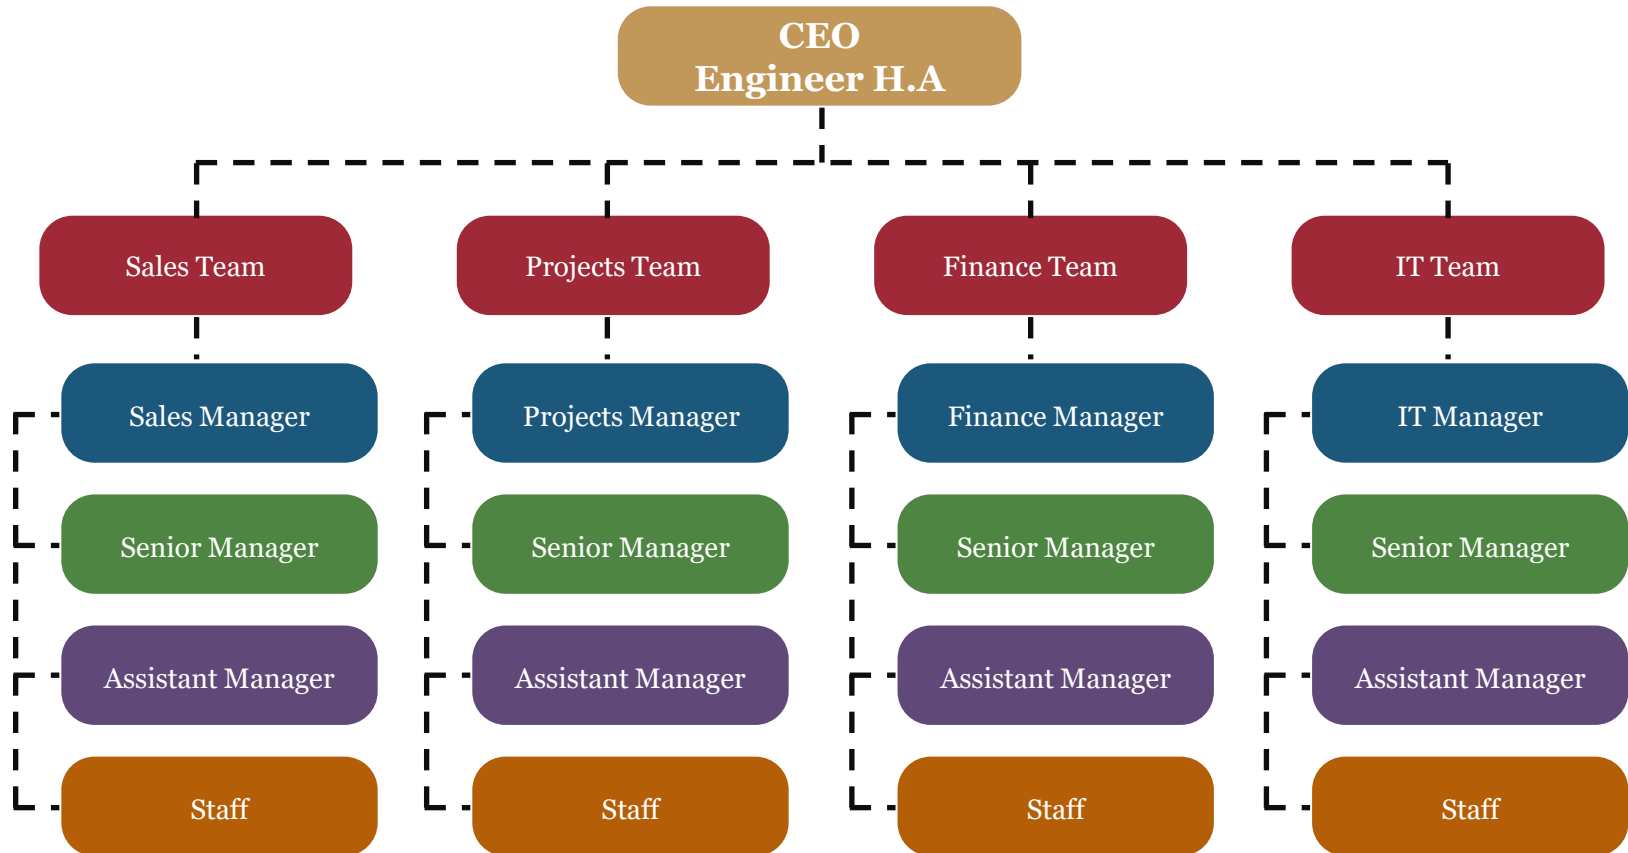 CEO
Engineer H.A
Sales Team
Projects Team
Finance Team
IT Team
Sales Manager
Projects Manager
Finance Manager
IT Manager
Senior Manager
Senior Manager
Senior Manager
Senior Manager
Assistant Manager
Assistant Manager
Assistant Manager
Assistant Manager
Staff
Staff
Staff
Staff